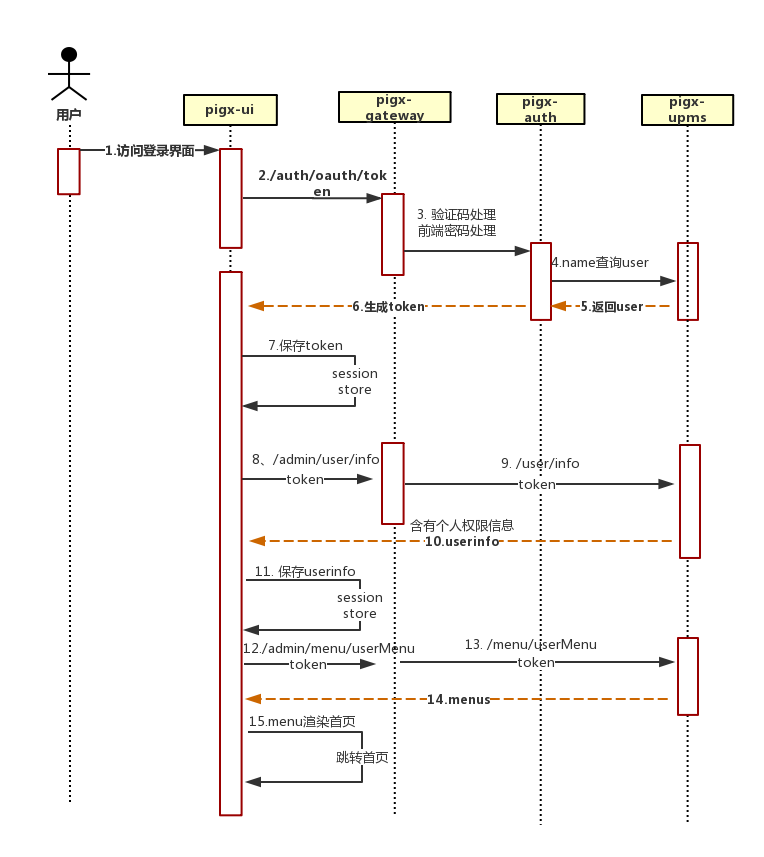 用户
pigx-ui
pigx-
gateway
pigx-
auth
pigx-
upms
1.访问登录界面
2./auth/oauth/tok
en
3. 验证码处理
前端密码处理
4.name查询user
5.返回user
6.生成token
7.保存token
session
store
8、/admin/user/info
token
9. /user/info
token
含有个人权限信息
10.userinfo
11. 保存userinfo
session
store
12./admin/menu/userMenu
token
13. /menu/userMenu
token
14.menus
15.menu渲染首页
跳转首页